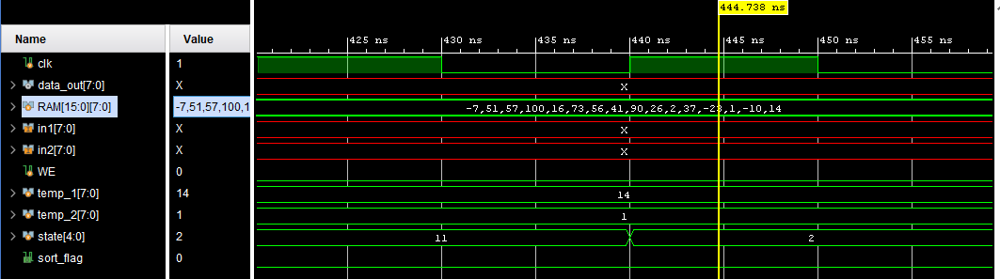 444.738 ns
Name Value 425 ns 430 ns 435 ns 440 ns 445 ns 450 ns 455 ns
clk 1
data_out[7:0] X X
RAM[15:0][7:0] -7,51,57,100,1 -7,51,57,100,16,73,56,41,90,26,2,37,-23,1,-10,14
in1[7:0] X X
in2[7:0] X X
WE 0
temp_1[7:0] 14 14
temp_2[7:0] 1 1
state[4:0] 2 11 2
sort_flag 0